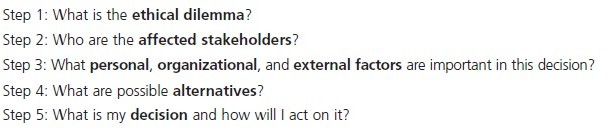 Step 1: What is the ethical dilemma?
Step 2: Who are the affected stakeholders?
Step 3: What personal, organizational, and external factors are important in this decision?
Step 4: What are possible alternatives?
Step 5: What is my decision and how will I act on it?